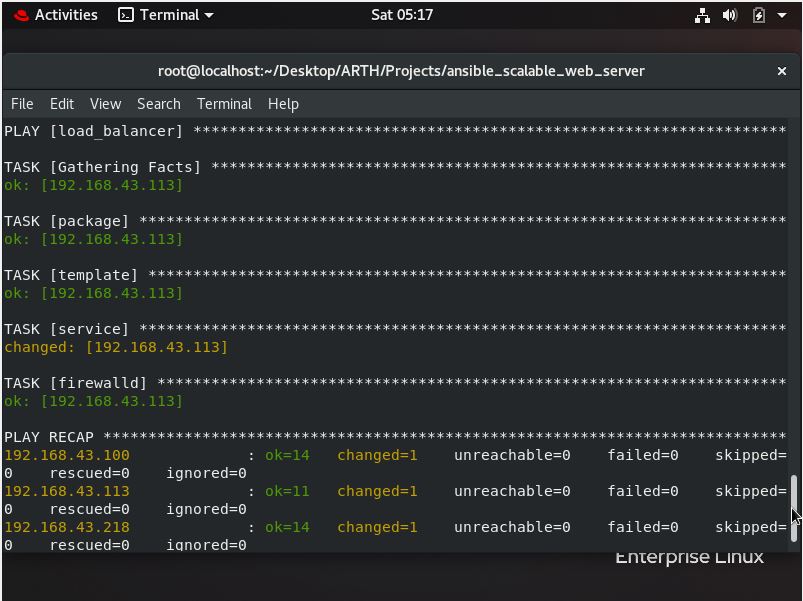 Activities Terminal Sat 05:17
root@localhost:~/Desktop/ARTH/Projects/ansible_scalable_web_server ×
File Edit View Search Terminal Help
PLAY [load_balancer] ******************************************************************
TASK [Gathering Facts] ****************************************************************
ok: [192.168.43.113]
TASK [package] ************************************************************************
ok: [192.168.43.113]
TASK [template] ***********************************************************************
ok: [192.168.43.113]
TASK [service] ************************************************************************
changed: [192.168.43.113]
TASK [firewalld] **********************************************************************
ok: [192.168.43.113]
PLAY RECAP ****************************************************************************
192.168.43.100 : ok=14 changed=1 unreachable=0 failed=0 skipped=
0 rescued=0 ignored=0
192.168.43.113 : ok=11 changed=1 unreachable=0 failed=0 skipped=
0 rescued=0 ignored=0
192.168.43.218 : ok=14 changed=1 unreachable=0 failed=0 skipped=
0 rescued=0 ignored=0
Enterprise Linux